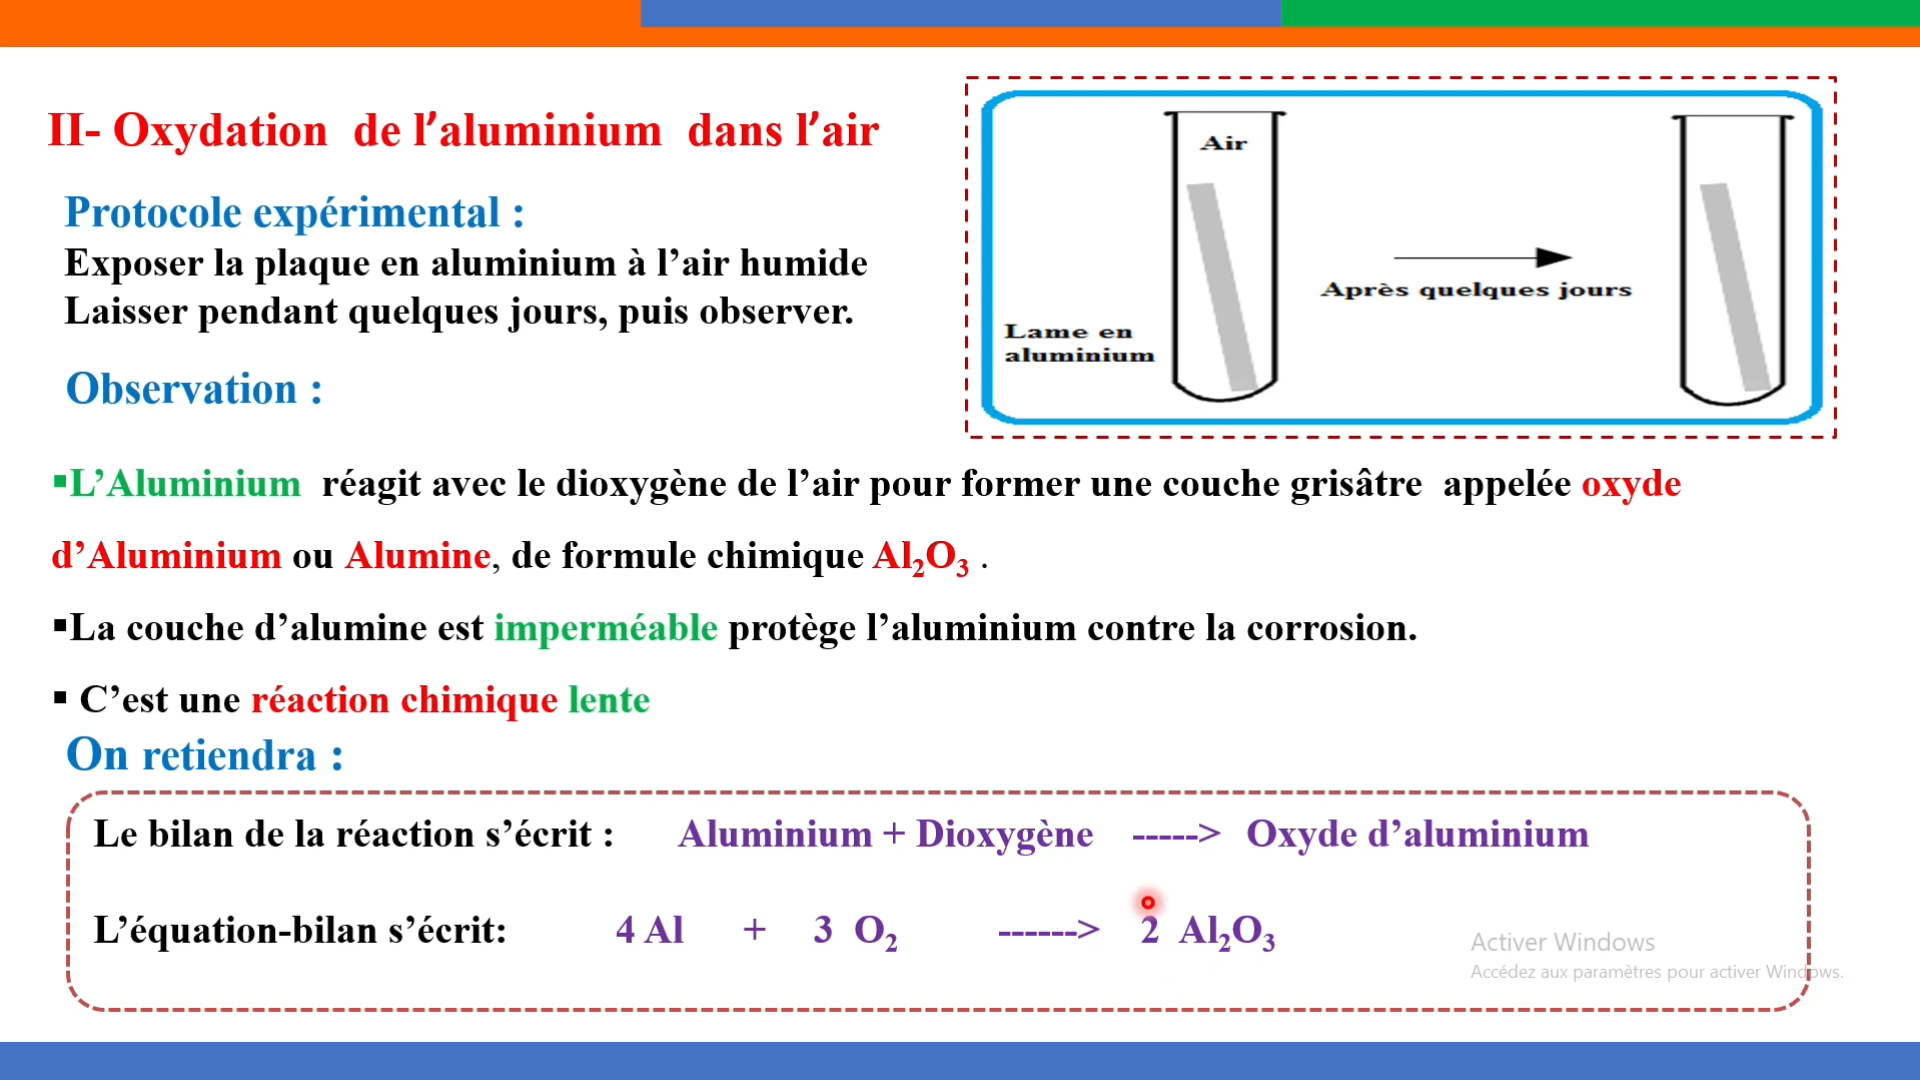 II- Oxydation de l’aluminium dans l’air
Protocole expérimental :
Exposer la plaque en aluminium à l’air humide
Laisser pendant quelques jours, puis observer.
Observation :
Air
Lame en
aluminium
Après quelques jours
▪L’Aluminium réagit avec le dioxygène de l’air pour former une couche grisâtre appelée oxyde
d’Aluminium ou Alumine, de formule chimique Al₂O₃ .
▪La couche d’alumine est imperméable protège l’aluminium contre la corrosion.
▪ C’est une réaction chimique lente
On retiendra :
Le bilan de la réaction s’écrit : Aluminium + Dioxygène -----> Oxyde d’aluminium
L’équation-bilan s’écrit: 4 Al + 3 O₂ ------> 2 Al₂O₃
Activer Windows
Accédez aux paramètres pour activer Windows.